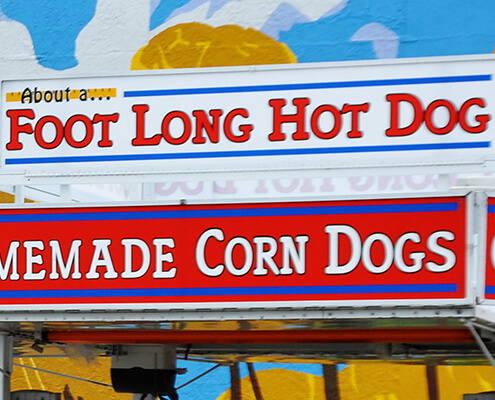 About a...
FOOT LONG HOT DOG
MEMADE CORN DOGS